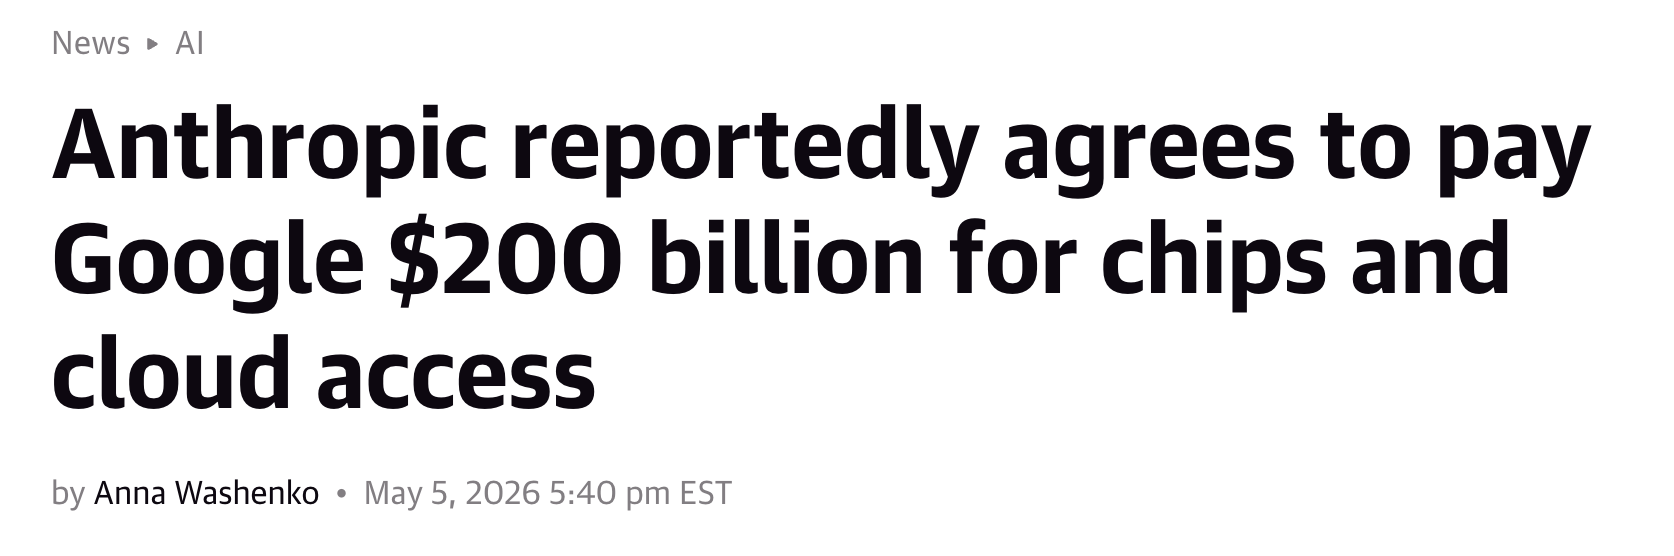 News ▸ AI
Anthropic reportedly agrees to pay
Google $200 billion for chips and
cloud access
by Anna Washenko • May 5, 2026 5:40 pm EST